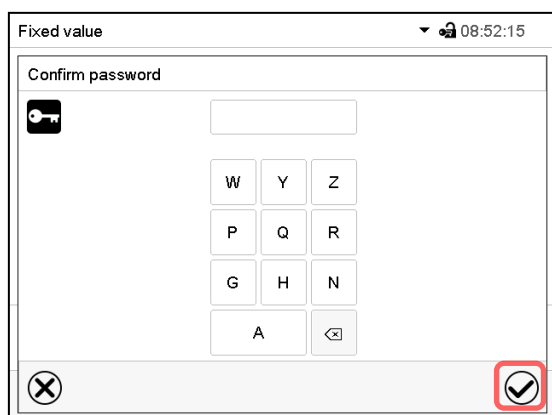 Fixed value 08:52:15
Confirm password
W Y Z
P Q R
G H N
A